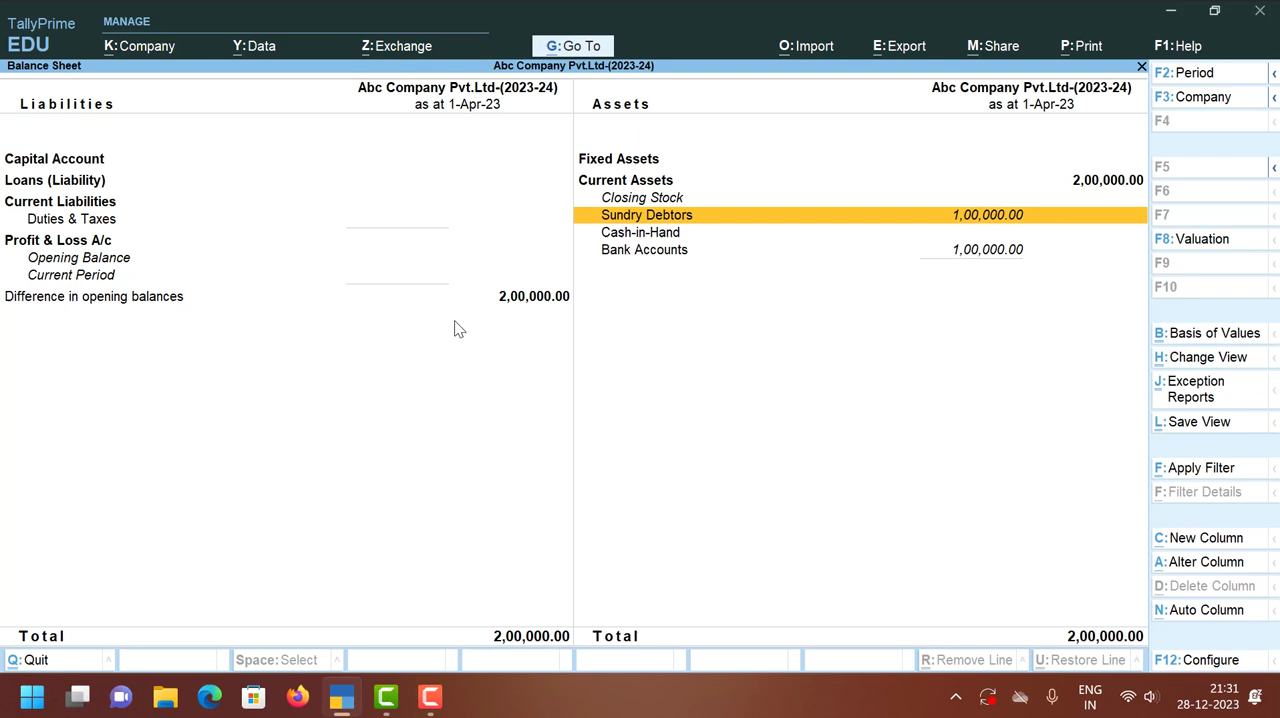 TallyPrime
EDU
MANAGE
K:Company
Y:Data
Z:Exchange
G:Go To
O:Import
E:Export
M:Share
P:Print
F1:Help
Balance Sheet
Abc Company Pvt.Ltd-(2023-24)
Liabilities
Abc Company Pvt.Ltd-(2023-24)
as at 1-Apr-23
Assets
Abc Company Pvt.Ltd-(2023-24)
as at 1-Apr-23
Capital Account
Loans (Liability)
Current Liabilities
Duties & Taxes
Profit & Loss A/c
Opening Balance
Current Period
Difference in opening balances 2,00,000.00
Fixed Assets
Current Assets 2,00,000.00
Closing Stock
Sundry Debtors 1,00,000.00
Cash-in-Hand
Bank Accounts 1,00,000.00
Total 2,00,000.00
Total 2,00,000.00
F2:Period
F3:Company
F4
F5
F6
F7
F8:Valuation
F9
F10
B:Basis of Values
H:Change View
J:Exception
Reports
L:Save View
F:Apply Filter
F:Filter Details
C:New Column
A:Alter Column
D:Delete Column
N:Auto Column
Q:Quit
Space:Select
R:Remove Line
U:Restore Line
F12:Configure
ENG
IN
21:31
28-12-2023